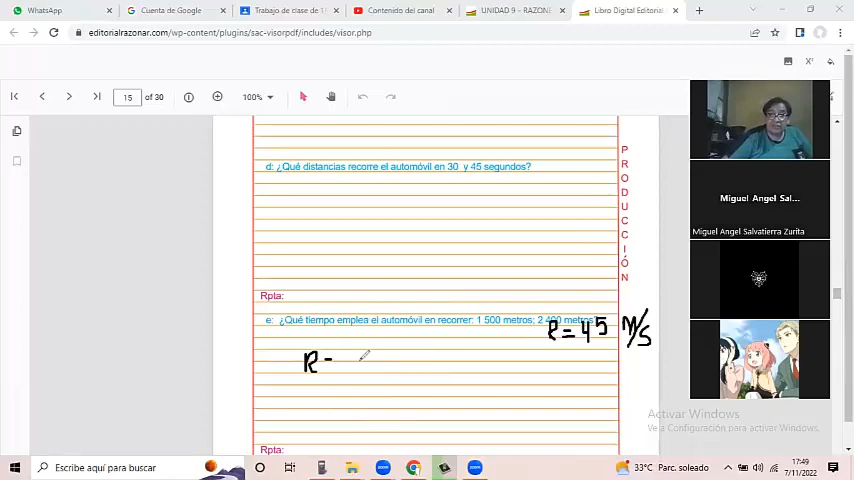 WhatsApp
Cuenta de Google
Trabajo de clase de 1
Contenido del canal
UNIDAD 9 - RAZONE
Libro Digital Editorial
editorialrazonar.com/wp-content/plugins/sac-visorpdf/includes/visor.php
15 of 30
100%
d: ¿Qué distancias recorre el automóvil en 30 y 45 segundos?
PRODUCCIÓN
Rpta:
e: ¿Qué tiempo emplea el automóvil en recorrer: 1 500 metros; 2 400 metros?
R = 45 M/S
R =
Rpta:
Miguel Angel Sal...
Miguel Angel Salvatierra Zurita
Activar Windows
Ve a Configuración para activar Windows.
Escribe aquí para buscar
33°C Parc. soleado
17:49
7/11/2022